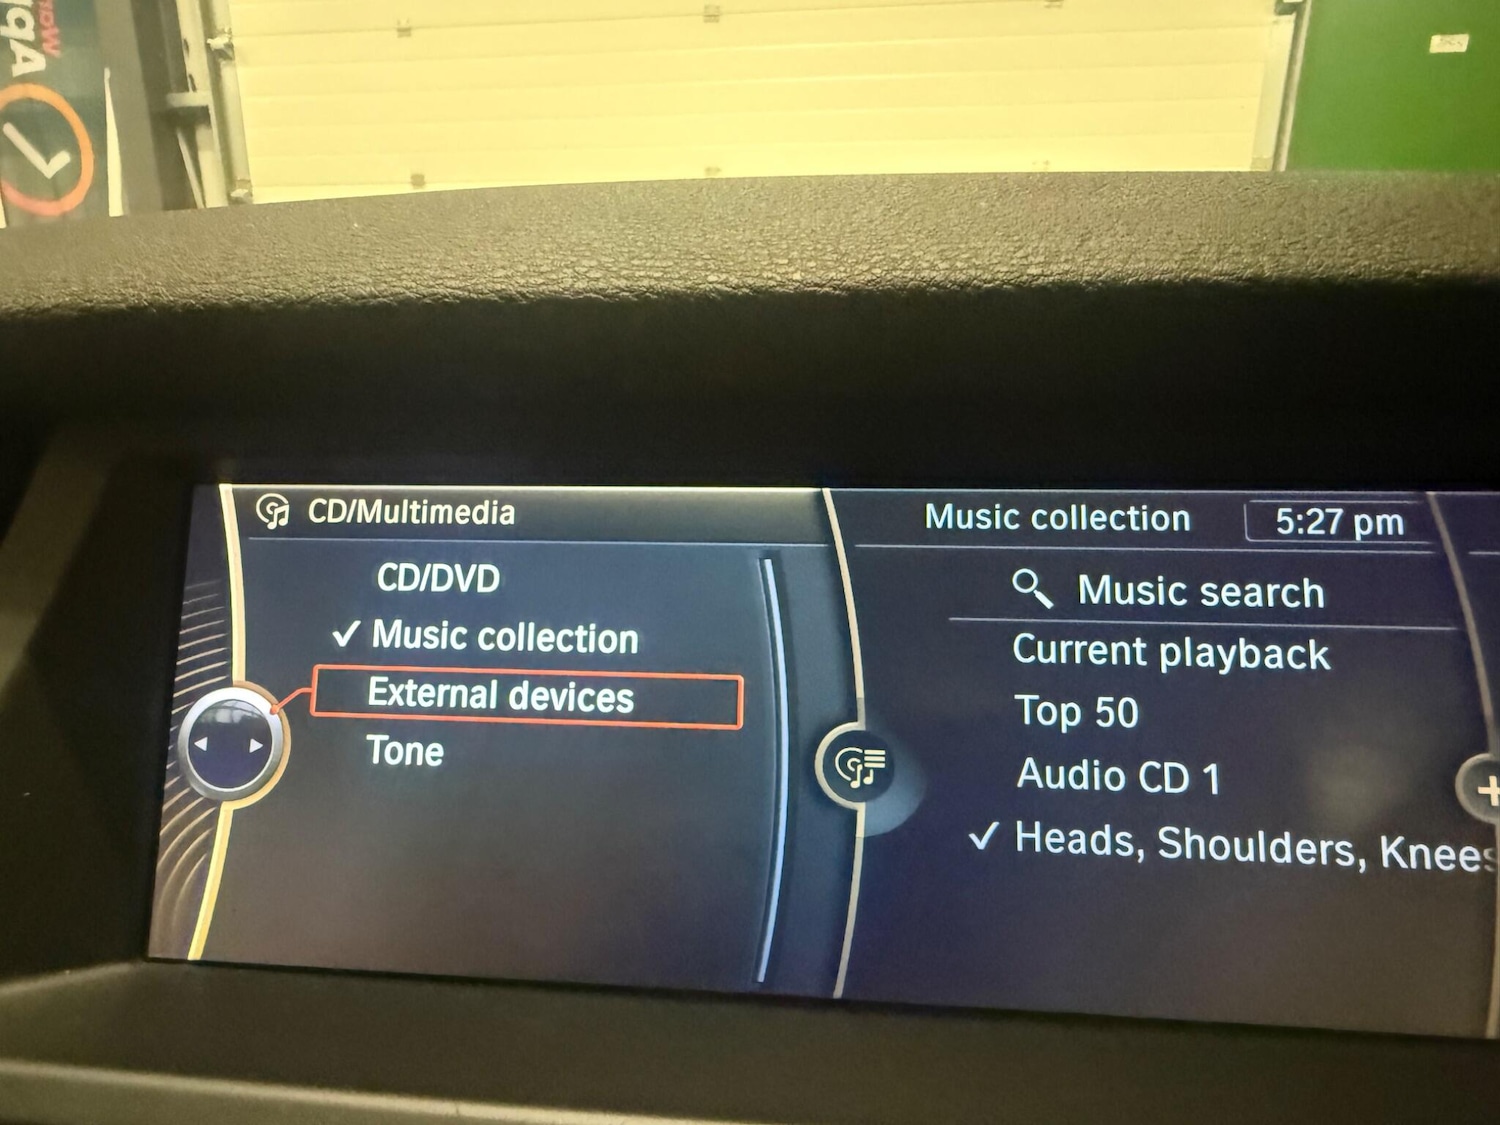 CD/Multimedia
CD/DVD
Music collection
External devices
Tone
Music collection
5:27 pm
Music search
Current playback
Top 50
Audio CD 1
Heads, Shoulders, Knees